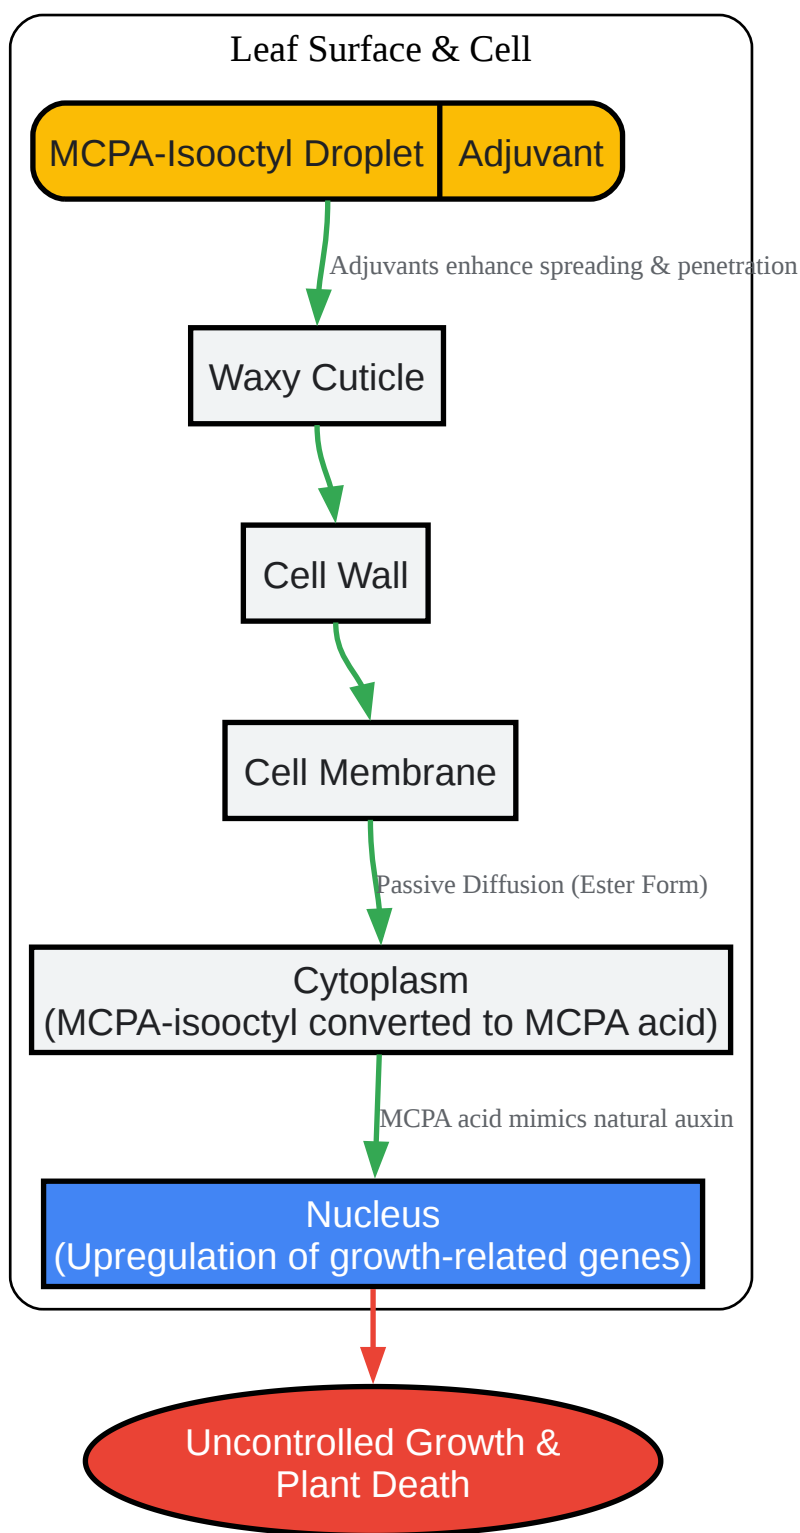 Leaf Surface & Cell
MCPA-Isooctyl Droplet
Adjuvant
Adjuvants enhance spreading & penetration
Waxy Cuticle
Cell Wall
Cell Membrane
Passive Diffusion (Ester Form)
Cytoplasm
(MCPA-isooctyl converted to MCPA acid)
MCPA acid mimics natural auxin
Nucleus
(Upregulation of growth-related genes)
Uncontrolled Growth &
Plant Death